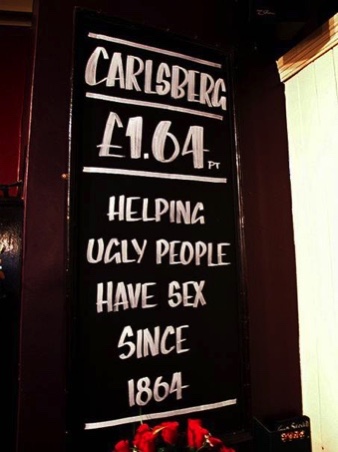 CARLSBERG
£1.64 PT
HELPING
UGLY PEOPLE
HAVE SEX
SINCE
1864